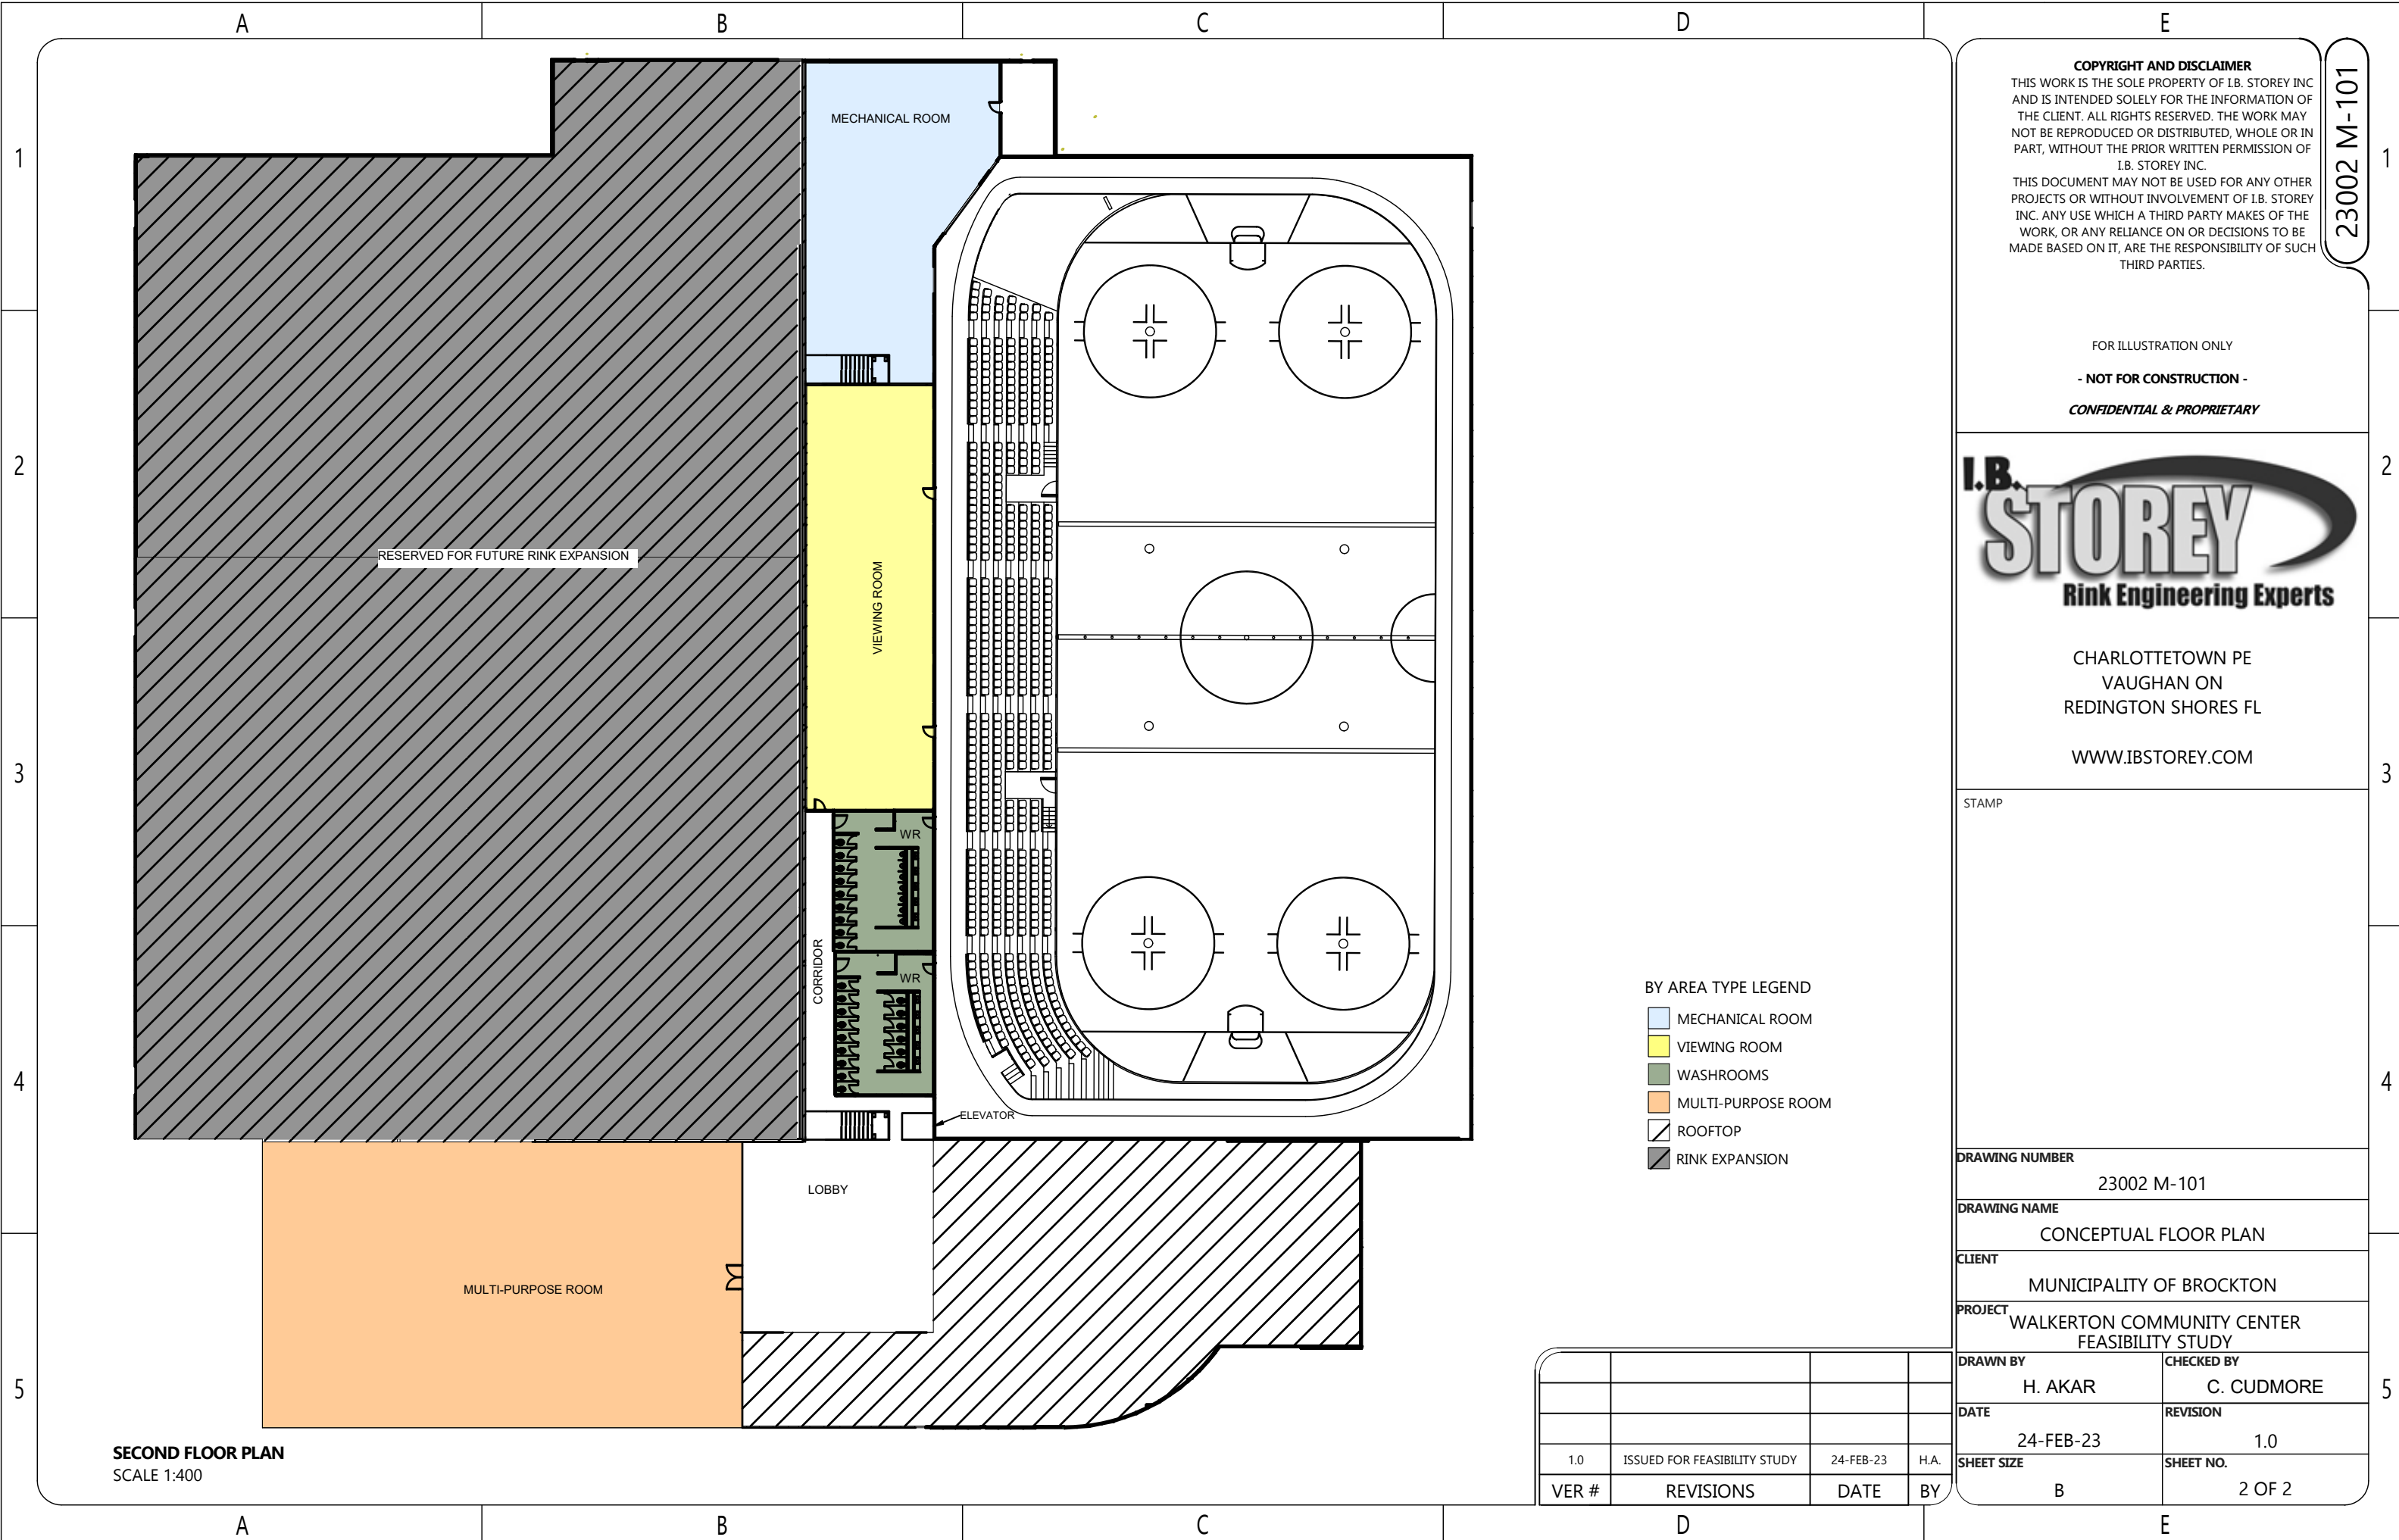 A
B
C
D
E
1
2
3
4
5
MECHANICAL ROOM
RESERVED FOR FUTURE RINK EXPANSION
VIEWING ROOM
WR
CORRIDOR
WR
ELEVATOR
LOBBY
MULTI-PURPOSE ROOM
SECOND FLOOR PLAN
SCALE 1:400
BY AREA TYPE LEGEND
MECHANICAL ROOM
VIEWING ROOM
WASHROOMS
MULTI-PURPOSE ROOM
ROOFTOP
RINK EXPANSION
1.0 ISSUED FOR FEASIBILITY STUDY 24-FEB-23 H.A.
VER # REVISIONS DATE BY
COPYRIGHT AND DISCLAIMER
THIS WORK IS THE SOLE PROPERTY OF I.B. STOREY INC
AND IS INTENDED SOLELY FOR THE INFORMATION OF
THE CLIENT. ALL RIGHTS RESERVED. THE WORK MAY
NOT BE REPRODUCED OR DISTRIBUTED, WHOLE OR IN
PART, WITHOUT THE PRIOR WRITTEN PERMISSION OF
I.B. STOREY INC.
THIS DOCUMENT MAY NOT BE USED FOR ANY OTHER
PROJECTS OR WITHOUT INVOLVEMENT OF I.B. STOREY
INC. ANY USE WHICH A THIRD PARTY MAKES OF THE
WORK, OR ANY RELIANCE ON OR DECISIONS TO BE
MADE BASED ON IT, ARE THE RESPONSIBILITY OF SUCH
THIRD PARTIES.
23002 M-101
FOR ILLUSTRATION ONLY
- NOT FOR CONSTRUCTION -
CONFIDENTIAL & PROPRIETARY
I.B.
STOREY
Rink Engineering Experts
CHARLOTTETOWN PE
VAUGHAN ON
REDINGTON SHORES FL
WWW.IBSTOREY.COM
STAMP
DRAWING NUMBER
23002 M-101
DRAWING NAME
CONCEPTUAL FLOOR PLAN
CLIENT
MUNICIPALITY OF BROCKTON
PROJECT
WALKERTON COMMUNITY CENTER
FEASIBILITY STUDY
DRAWN BY
H. AKAR
CHECKED BY
C. CUDMORE
DATE
24-FEB-23
REVISION
1.0
SHEET SIZE
B
SHEET NO.
2 OF 2
1
2
3
4
5
A
B
C
D
E